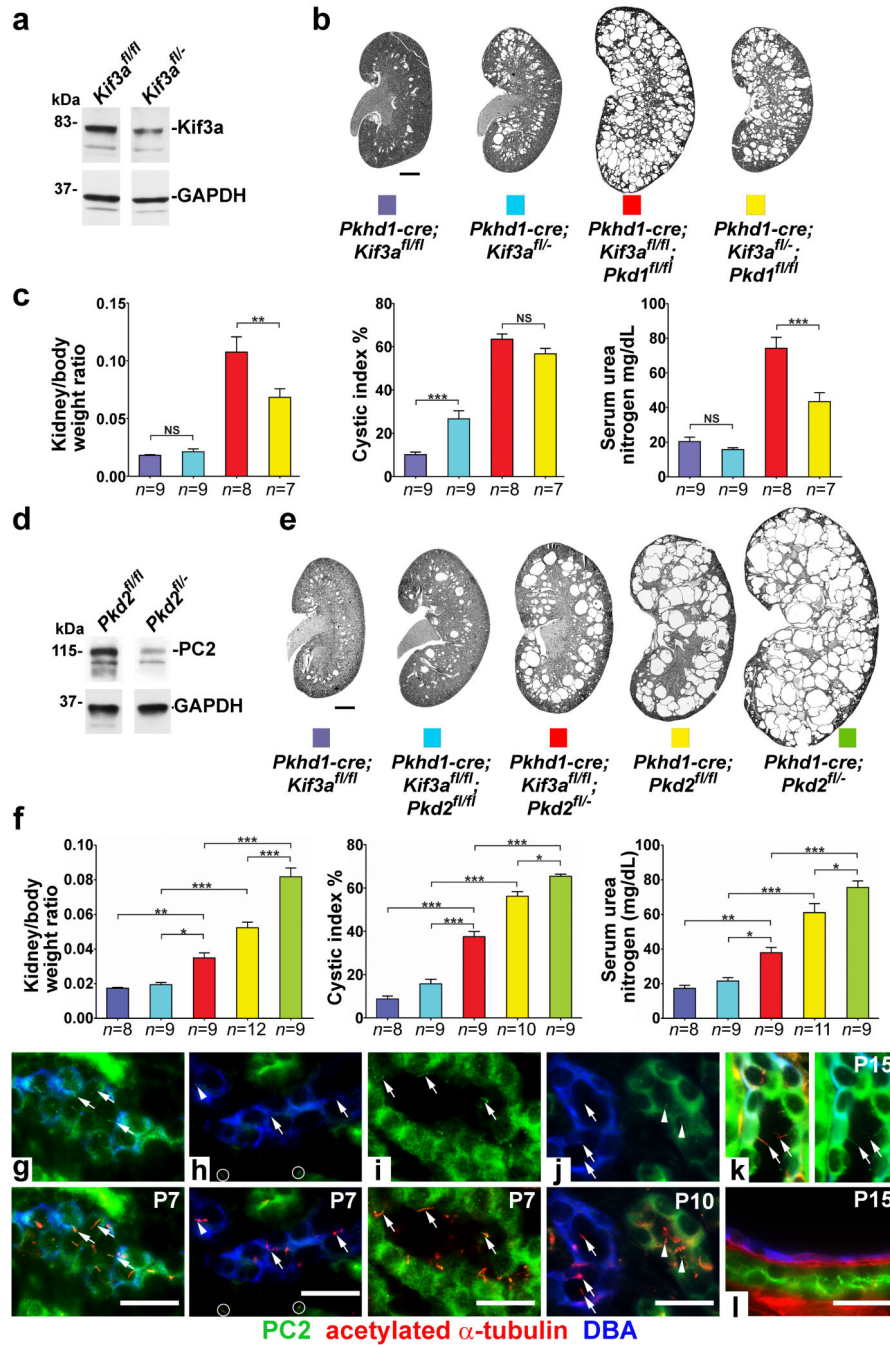 a
Kif3a^fl/fl Kif3a^fl/-
kDa
83-
-Kif3a
37-
-GAPDH
b
Pkhd1-cre;
Kif3a^fl/fl
Pkhd1-cre;
Kif3a^fl/-
Pkhd1-cre;
Kif3a^fl/fl;
Pkd1^fl/fl
Pkhd1-cre;
Kif3a^fl/-;
Pkd1^fl/fl
c
Kidney/body
weight ratio
0.15
0.10
0.05
0.00
NS
**
n=9 n=9 n=8 n=7
Cystic index %
80
60
40
20
0
***
NS
n=9 n=9 n=8 n=7
Serum urea
nitrogen mg/dL
100
80
60
40
20
0
NS
***
n=9 n=9 n=8 n=7
d
Pkd2^fl/fl Pkd2^fl/-
kDa
115-
-PC2
37-
-GAPDH
e
Pkhd1-cre;
Kif3a^fl/fl
Pkhd1-cre;
Kif3a^fl/fl;
Pkd2^fl/fl
Pkhd1-cre;
Kif3a^fl/fl;
Pkd2^fl/-
Pkhd1-cre;
Pkd2^fl/fl
Pkhd1-cre;
Pkd2^fl/-
f
Kidney/body
weight ratio
0.10
0.08
0.06
0.04
0.02
0.00
***
***
***
**
*
n=8 n=9 n=9 n=12 n=9
Cystic index %
80
60
40
20
0
***
*
***
***
***
n=8 n=9 n=9 n=10 n=9
Serum urea
nitrogen (mg/dL)
100
80
60
40
20
0
***
*
***
**
*
n=8 n=9 n=9 n=11 n=9
g h i j k P15
P7 P7 P7 P10 P15
l
PC2 acetylated α-tubulin DBA